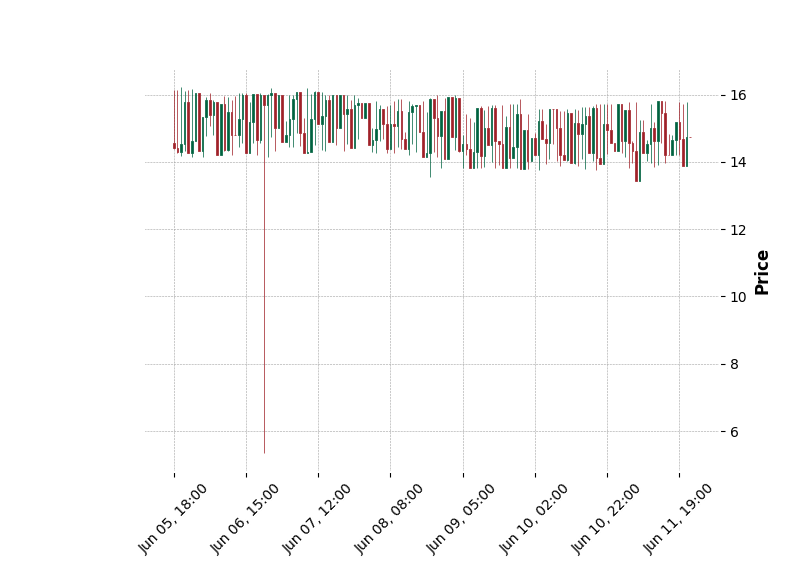 16
14
12
10
8
6
Price
Jun 05, 18:00
Jun 06, 15:00
Jun 07, 12:00
Jun 08, 08:00
Jun 09, 05:00
Jun 10, 02:00
Jun 10, 22:00
Jun 11, 19:00